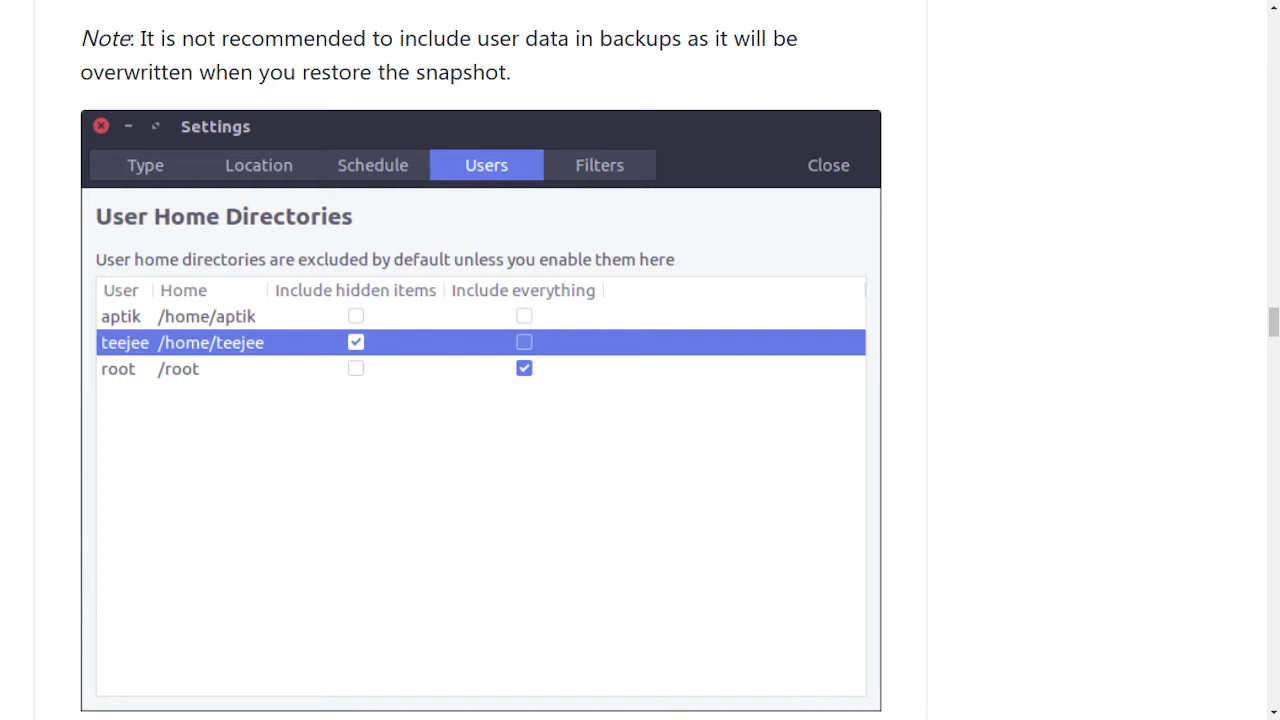 Note: It is not recommended to include user data in backups as it will be
overwritten when you restore the snapshot.
Settings
Type Location Schedule Users Filters Close
User Home Directories
User home directories are excluded by default unless you enable them here
User Home Include hidden items Include everything
aptik /home/aptik
teejee /home/teejee
root /root